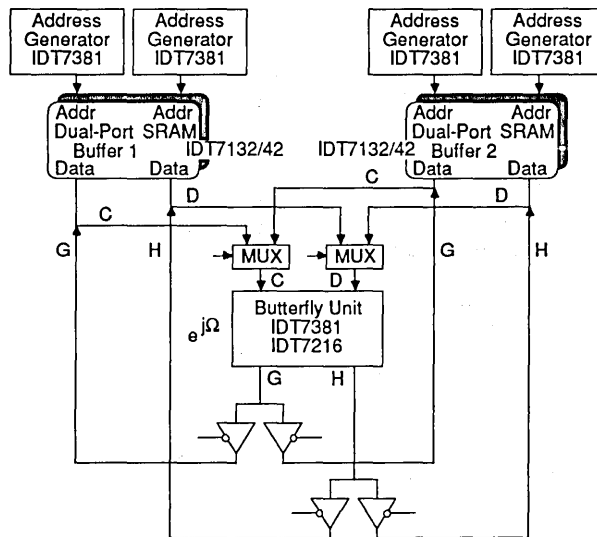 Address
Generator
IDT7381
Address
Generator
IDT7381
Address
Generator
IDT7381
Address
Generator
IDT7381
Addr Addr
Dual-Port SRAM
Buffer 1
Data Data
IDT7132/42
IDT7132/42
Addr Addr
Dual-Port SRAM
Buffer 2
Data Data
D
C
C
D
G
H
G
H
MUX
MUX
C
D
Butterfly Unit
IDT7381
IDT7216
e jΩ
G
H